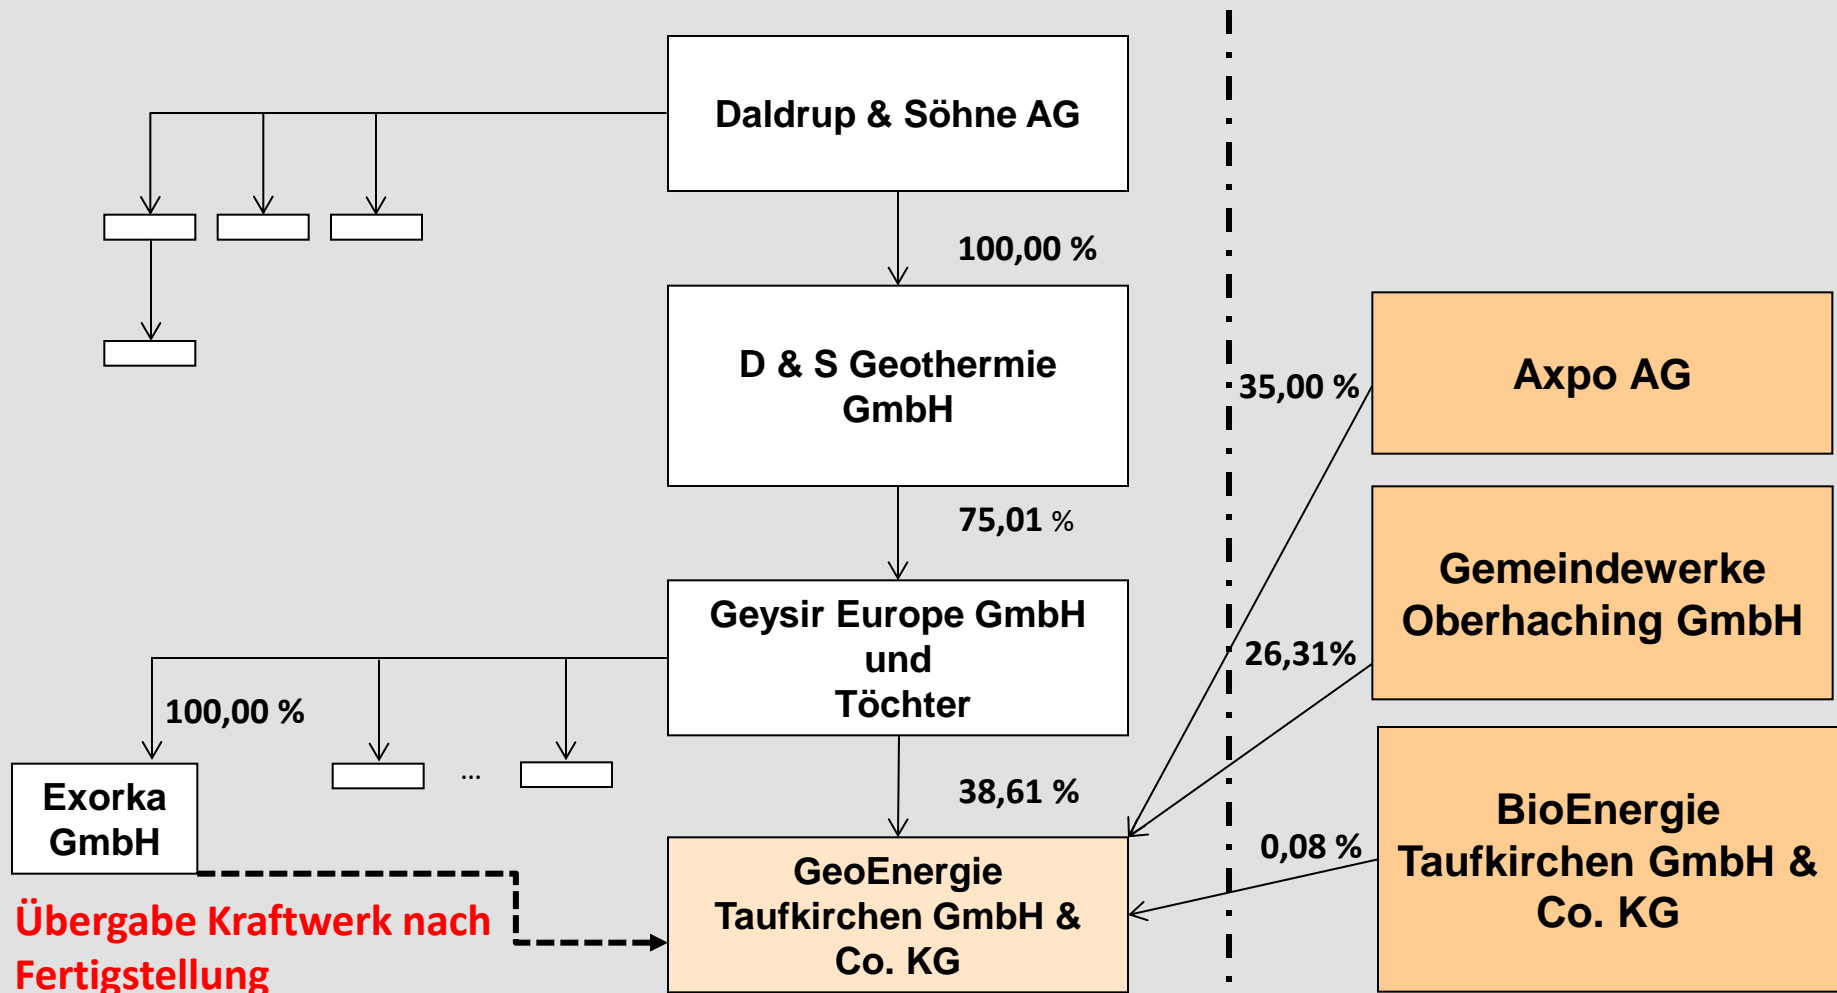 Daldrup & Söhne AG
100,00 %
D & S Geothermie
GmbH
75,01 %
Geysir Europe GmbH
und
Töchter
100,00 %
...
Exorka
GmbH
38,61 %
GeoEnergie
Taufkirchen GmbH &
Co. KG
Übergabe Kraftwerk nach
Fertigstellung
35,00 %
Axpo AG
26,31%
Gemeindewerke
Oberhaching GmbH
0,08 %
BioEnergie
Taufkirchen GmbH &
Co. KG